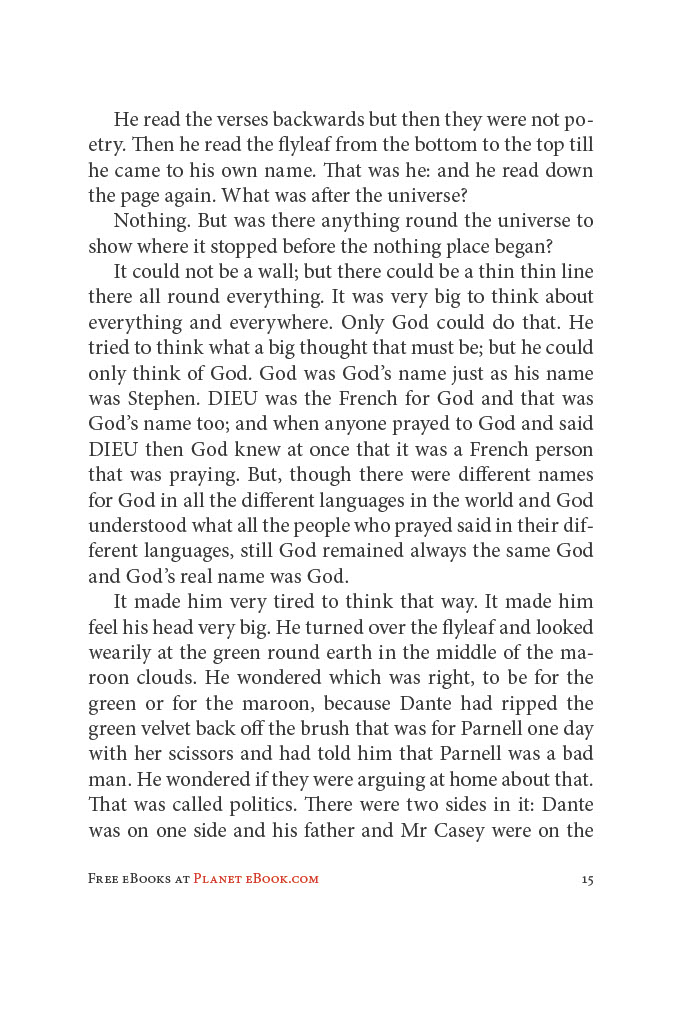 He read the verses backwards but then they were not po-
etry. Then he read the flyleaf from the bottom to the top till
he came to his own name. That was he: and he read down
the page again. What was after the universe?
Nothing. But was there anything round the universe to
show where it stopped before the nothing place began?
It could not be a wall; but there could be a thin thin line
there all round everything. It was very big to think about
everything and everywhere. Only God could do that. He
tried to think what a big thought that must be; but he could
only think of God. God was God’s name just as his name
was Stephen. DIEU was the French for God and that was
God’s name too; and when anyone prayed to God and said
DIEU then God knew at once that it was a French person
that was praying. But, though there were different names
for God in all the different languages in the world and God
understood what all the people who prayed said in their dif-
ferent languages, still God remained always the same God
and God’s real name was God.
It made him very tired to think that way. It made him
feel his head very big. He turned over the flyleaf and looked
wearily at the green round earth in the middle of the ma-
roon clouds. He wondered which was right, to be for the
green or for the maroon, because Dante had ripped the
green velvet back off the brush that was for Parnell one day
with her scissors and had told him that Parnell was a bad
man. He wondered if they were arguing at home about that.
That was called politics. There were two sides in it: Dante
was on one side and his father and Mr Casey were on the
Free eBooks at Planet eBook.com 15